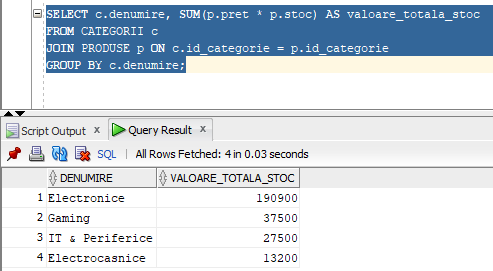 SELECT c.denumire, SUM(p.pret * p.stoc) AS valoare_totala_stoc
FROM CATEGORII c
JOIN PRODUSE p ON c.id_categorie = p.id_categorie
GROUP BY c.denumire;
Script Output x Query Result x
SQL | All Rows Fetched: 4 in 0.03 seconds
DENUMIRE VALOARE_TOTALA_STOC
1 Electronice 190900
2 Gaming 37500
3 IT & Periferice 27500
4 Electrocasnice 13200